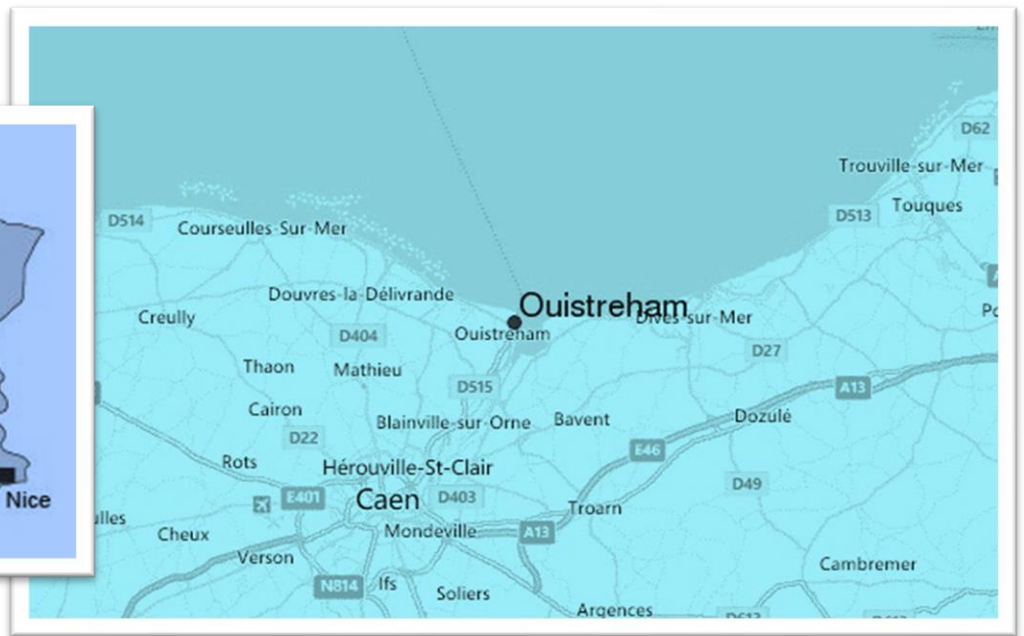 D62
Trouville-sur-Mer
D514
D513
Touques
Courseulles-Sur-Mer
Douvres-la-Délivrande
Ouistreham
Creully
Dives-sur-Mer
D404
Ouistreham
D27
Thaon
Mathieu
D515
A13
Cairon
Blainville-sur-Orne
Bavent
Dozulé
D22
E46
Rots
Hérouville-St-Clair
D49
E401
Caen
D403
Nice
Troarn
Cheux
Mondeville
A13
Verson
Cambremer
N814
Ifs
Soliers
Argences